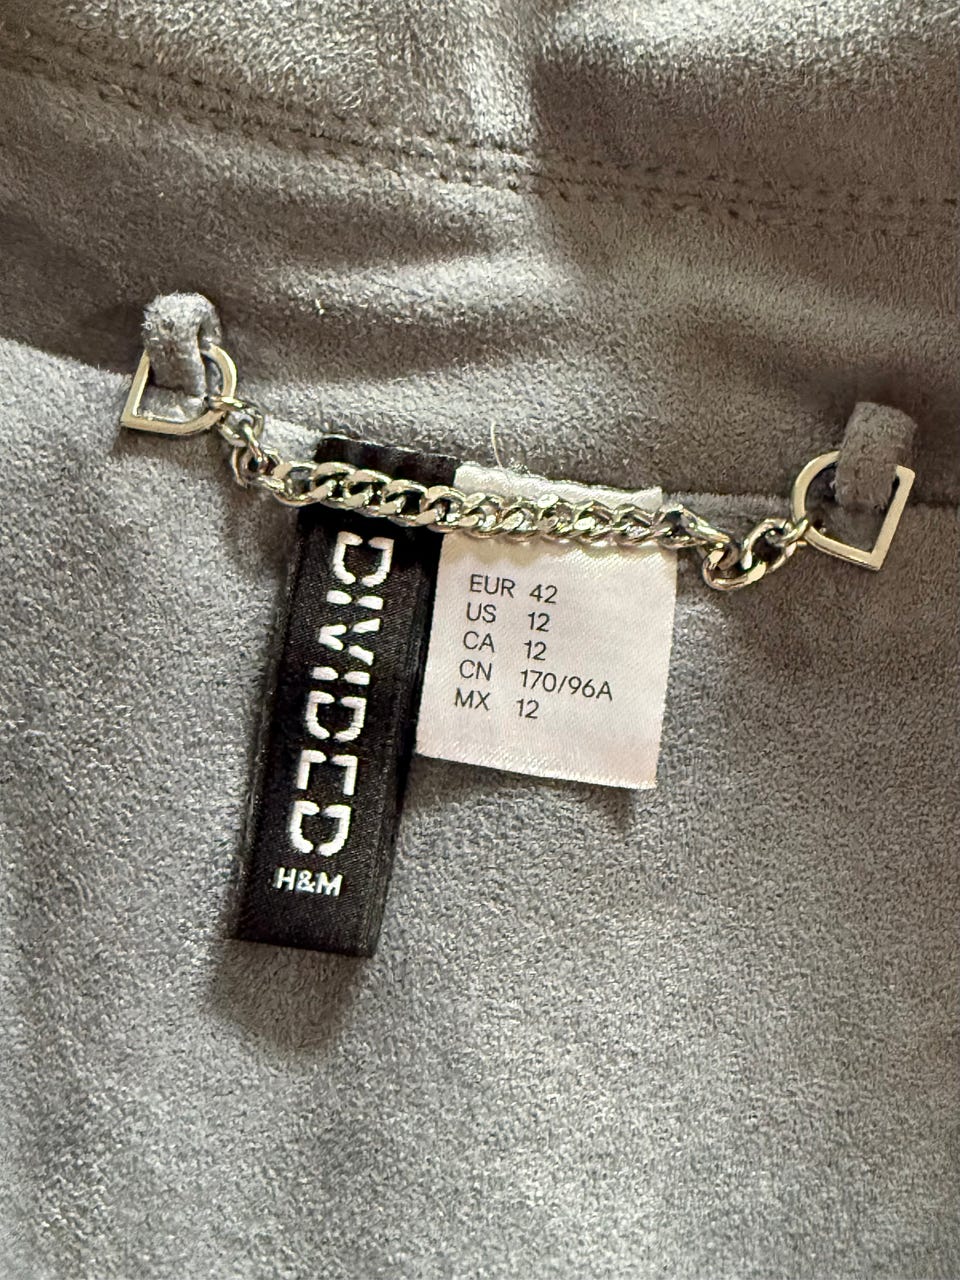 DIVIDED
H&M
EUR 42
US 12
CA 12
CN 170/96A
MX 12